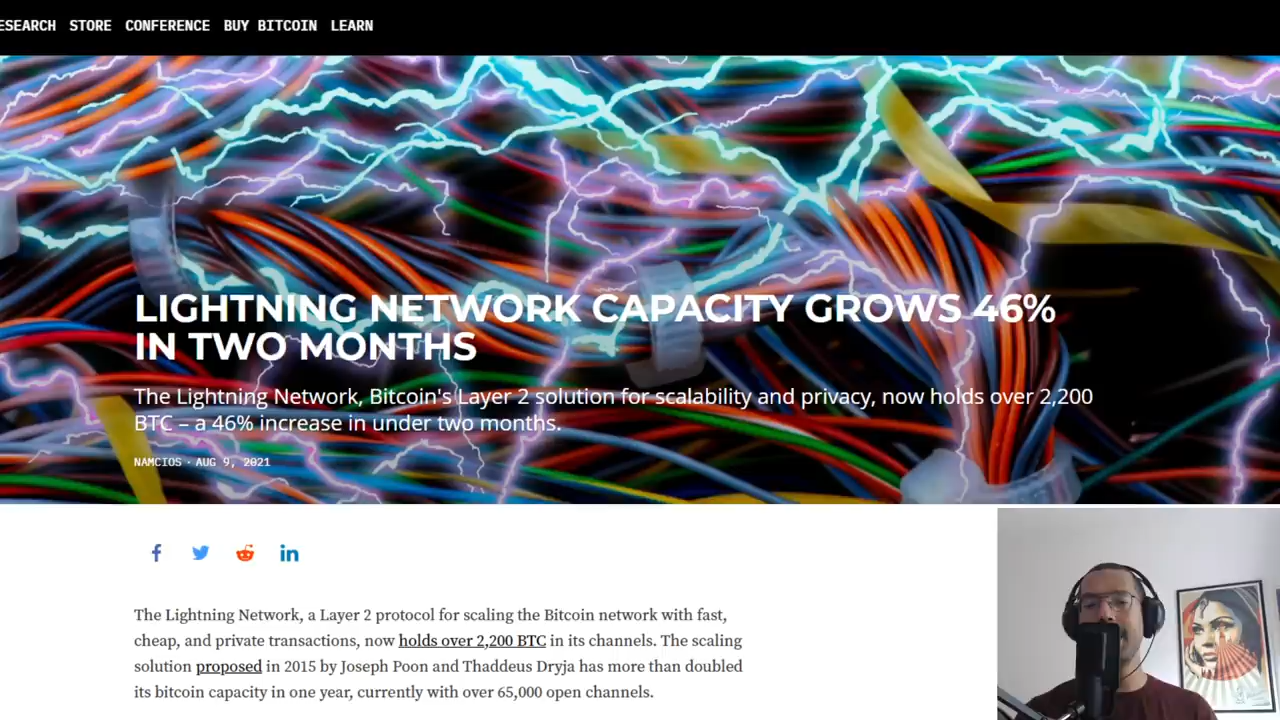 ESEARCH STORE CONFERENCE BUY BITCOIN LEARN
LIGHTNING NETWORK CAPACITY GROWS 46%
IN TWO MONTHS
The Lightning Network, Bitcoin's Layer 2 solution for scalability and privacy, now holds over 2,200
BTC – a 46% increase in under two months.
NAMCIOS · AUG 9, 2021
The Lightning Network, a Layer 2 protocol for scaling the Bitcoin network with fast,
cheap, and private transactions, now holds over 2,200 BTC in its channels. The scaling
solution proposed in 2015 by Joseph Poon and Thaddeus Dryja has more than doubled
its bitcoin capacity in one year, currently with over 65,000 open channels.